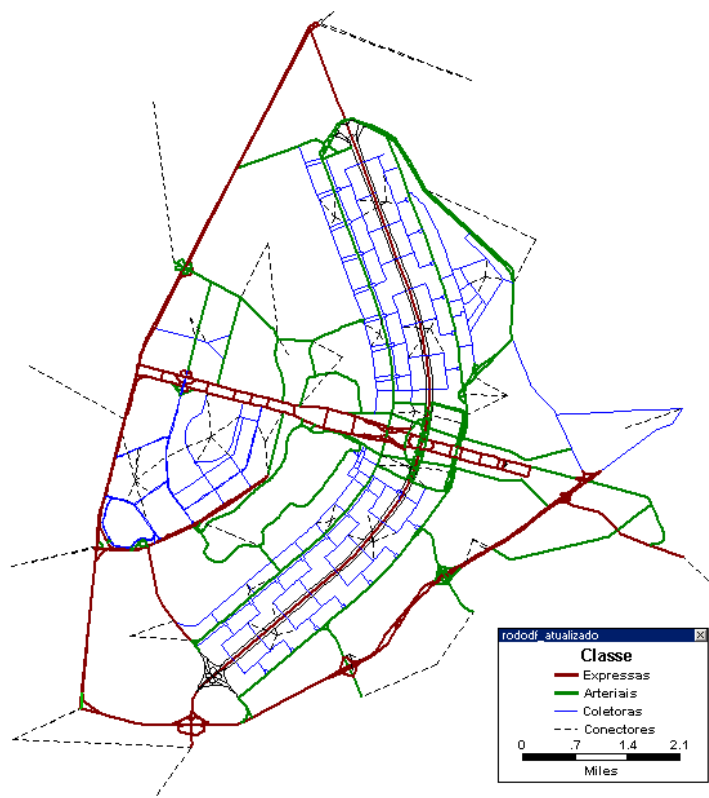 rododf_atualizado
Classe
Expressas
Arteriais
Coletoras
Conectores
0 .7 1.4 2.1
Miles